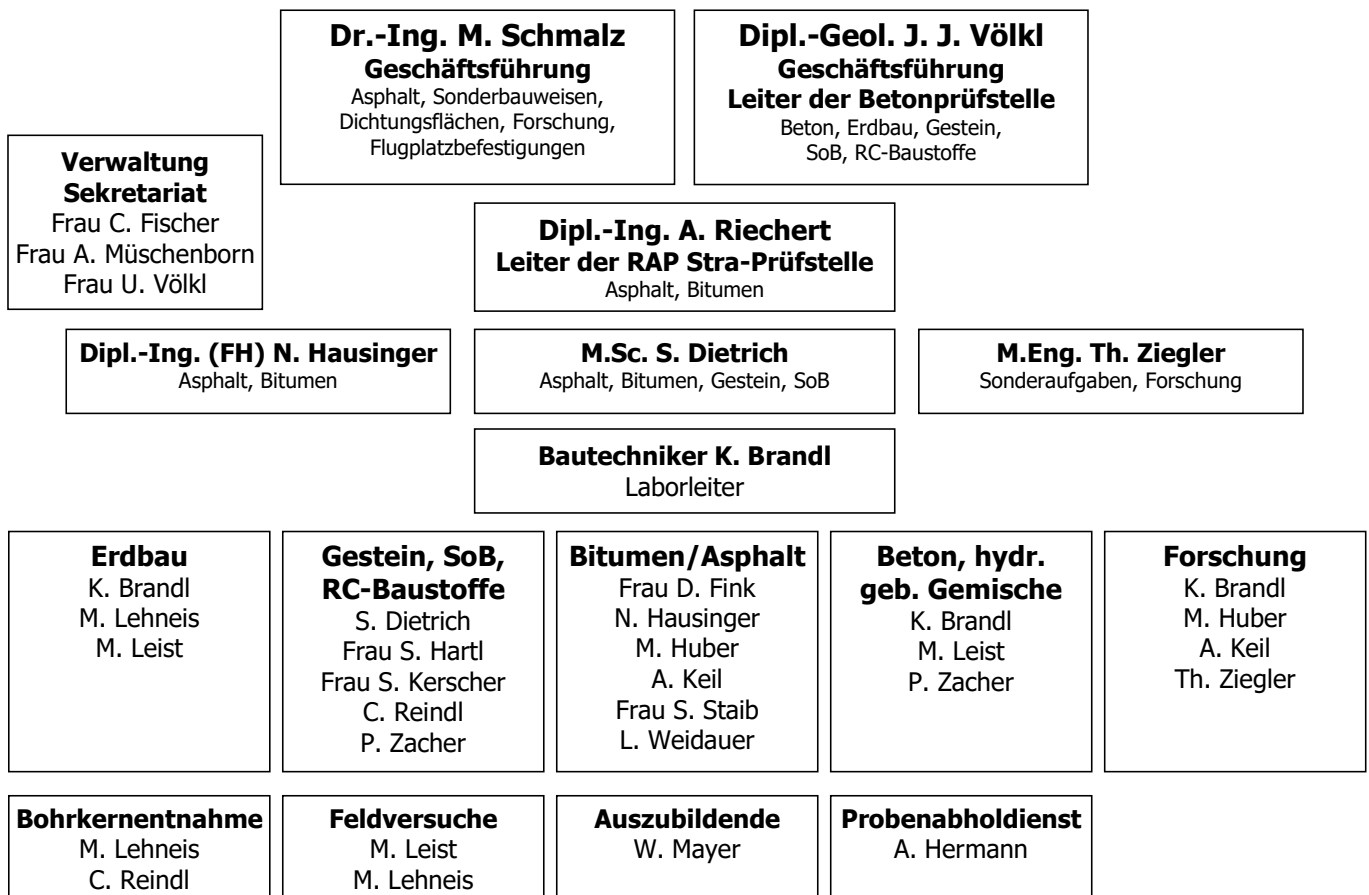 Dr.-Ing. M. Schmalz
Geschäftsführung
Asphalt, Sonderbauweisen,
Dichtungsflächen, Forschung,
Flugplatzbefestigungen
Dipl.-Geol. J. J. Völkl
Geschäftsführung
Leiter der Betonprüfstelle
Beton, Erdbau, Gestein,
SoB, RC-Baustoffe
Verwaltung
Sekretariat
Frau C. Fischer
Frau A. Müschenborn
Frau U. Völkl
Dipl.-Ing. A. Riechert
Leiter der RAP Stra-Prüfstelle
Asphalt, Bitumen
Dipl.-Ing. (FH) N. Hausinger
Asphalt, Bitumen
M.Sc. S. Dietrich
Asphalt, Bitumen, Gestein, SoB
M.Eng. Th. Ziegler
Sonderaufgaben, Forschung
Bautechniker K. Brandl
Laborleiter
Erdbau
K. Brandl
M. Lehneis
M. Leist
Gestein, SoB,
RC-Baustoffe
S. Dietrich
Frau S. Hartl
Frau S. Kerscher
C. Reindl
P. Zacher
Bitumen/Asphalt
Frau D. Fink
N. Hausinger
M. Huber
A. Keil
Frau S. Staib
L. Weidauer
Beton, hydr.
geb. Gemische
K. Brandl
M. Leist
P. Zacher
Forschung
K. Brandl
M. Huber
A. Keil
Th. Ziegler
Bohrkernentnahme
M. Lehneis
C. Reindl
Feldversuche
M. Leist
M. Lehneis
Auszubildende
W. Mayer
Probenabholdienst
A. Hermann